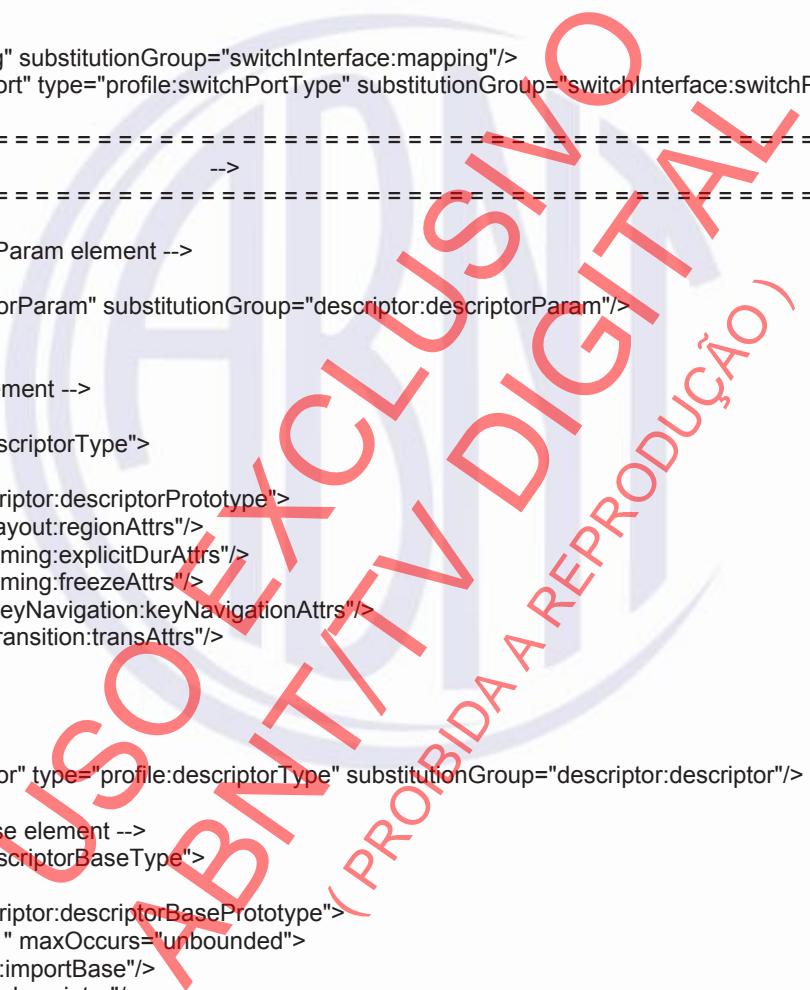 g" substitutionGroup="switchInterface:mapping"/>
ort" type="profile:switchPortType" substitutionGroup="switchInterface:switchP
= = = = = = = = = = = = = = = = = = = = = = = = = = = = = = = = = = = = = = = =
-->
= = = = = = = = = = = = = = = = = = = = = = = = = = = = = = = = = = = = = = = =
Param element -->
orParam" substitutionGroup="descriptor:descriptorParam"/>
ement -->
scriptorType">
riptor:descriptorPrototype">
ayout:regionAttrs"/>
ming:explicitDurAttrs"/>
ming:freezeAttrs"/>
eyNavigation:keyNavigationAttrs"/>
ransition:transAttrs"/>
or" type="profile:descriptorType" substitutionGroup="descriptor:descriptor"/>
se element -->
scriptorBaseType">
riptor:descriptorBasePrototype">
" maxOccurs="unbounded">
:importBase"/>
USO EXCLUSIVO
ABNT/TV DIGITAL
( PROIBIDA A REPRODUÇÃO )
ABNT